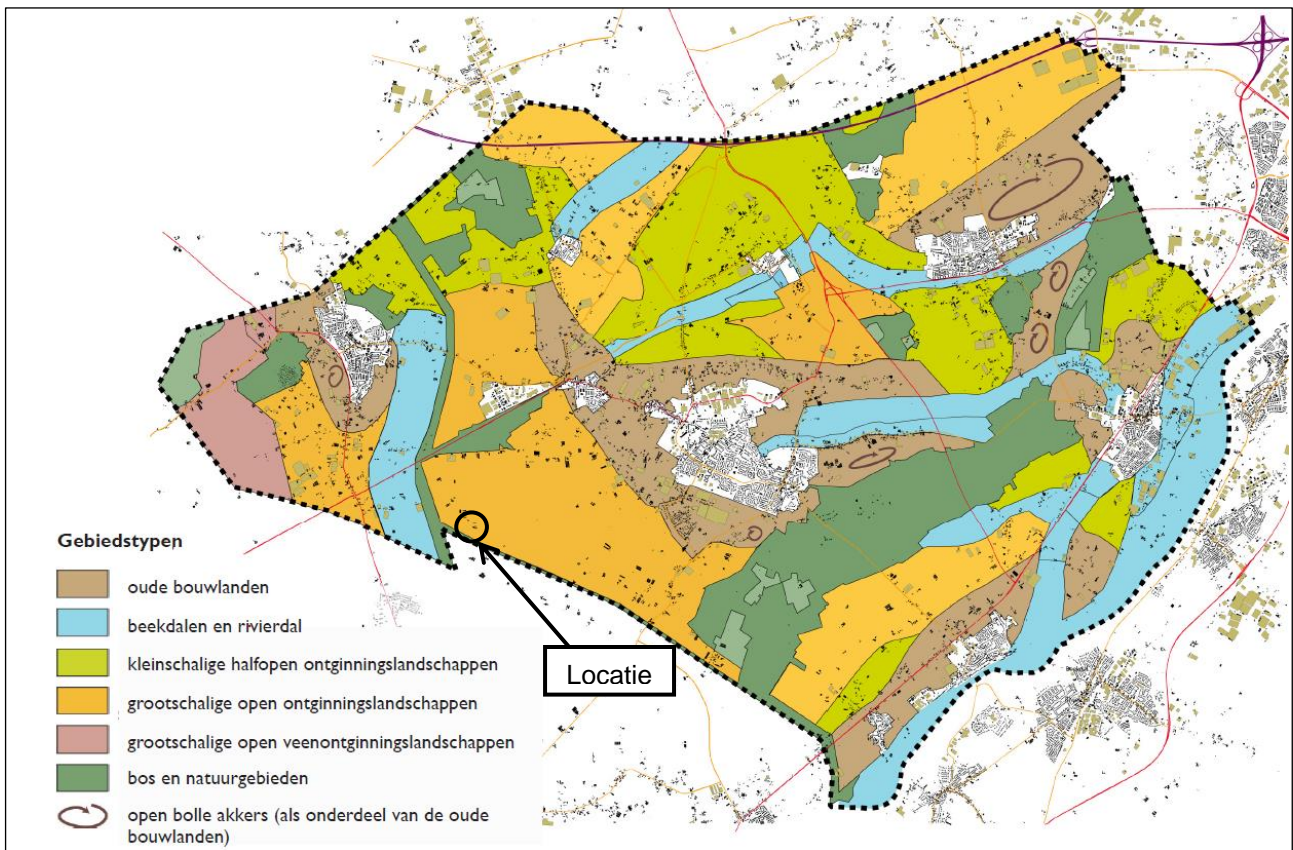 Locatie
Gebiedstypen
oude bouwlanden
beekdalen en rivierdal
kleinschalige halfopen ontginningslandschappen
grootschalige open ontginningslandschappen
grootschalige open veenontginningslandschappen
bos en natuurgebieden
open bolle akkers (als onderdeel van de oude
bouwlanden)